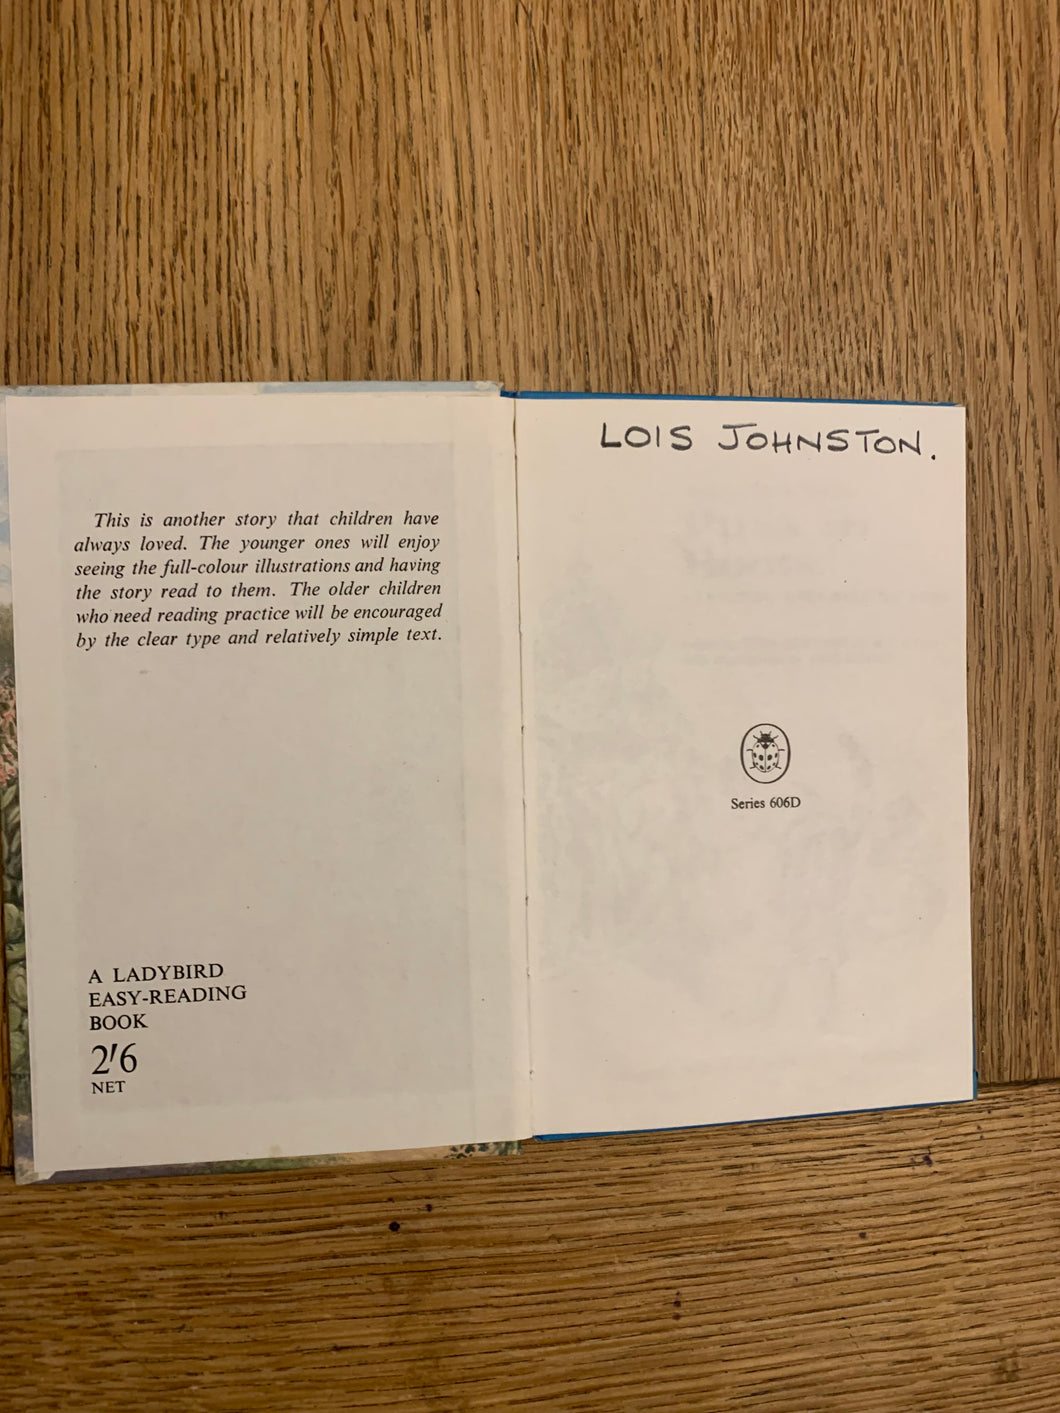 This is another story that children have
always loved. The younger ones will enjoy
seeing the full-colour illustrations and having
the story read to them. The older children
who need reading practice will be encouraged
by the clear type and relatively simple text.
A LADYBIRD
EASY-READING
BOOK
2'6
NET
LOIS JOHNSTON.
Series 606D